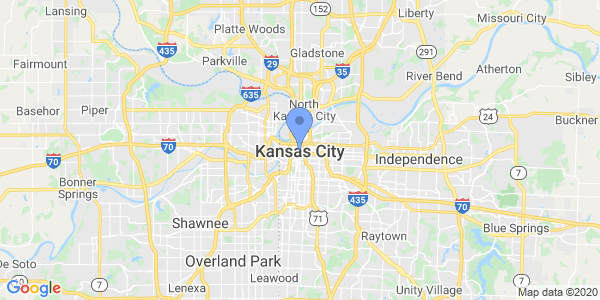 Lansing
152
Liberty
Missouri City
Platte Woods
Gladstone
435
210
Fairmount
Parkville
29
35
291
River Bend
Atherton
Sibley
635
Basehor
Piper
North
Kansas City
24
Buckner
7
70
Kansas City
Independence
70
Bonner
Springs
7
435
70
Shawnee
71
Blue Springs
Raytown
De Soto
Overland Park
Leawood
7
Google
Lenexa
Unity Village
Map data ©2020